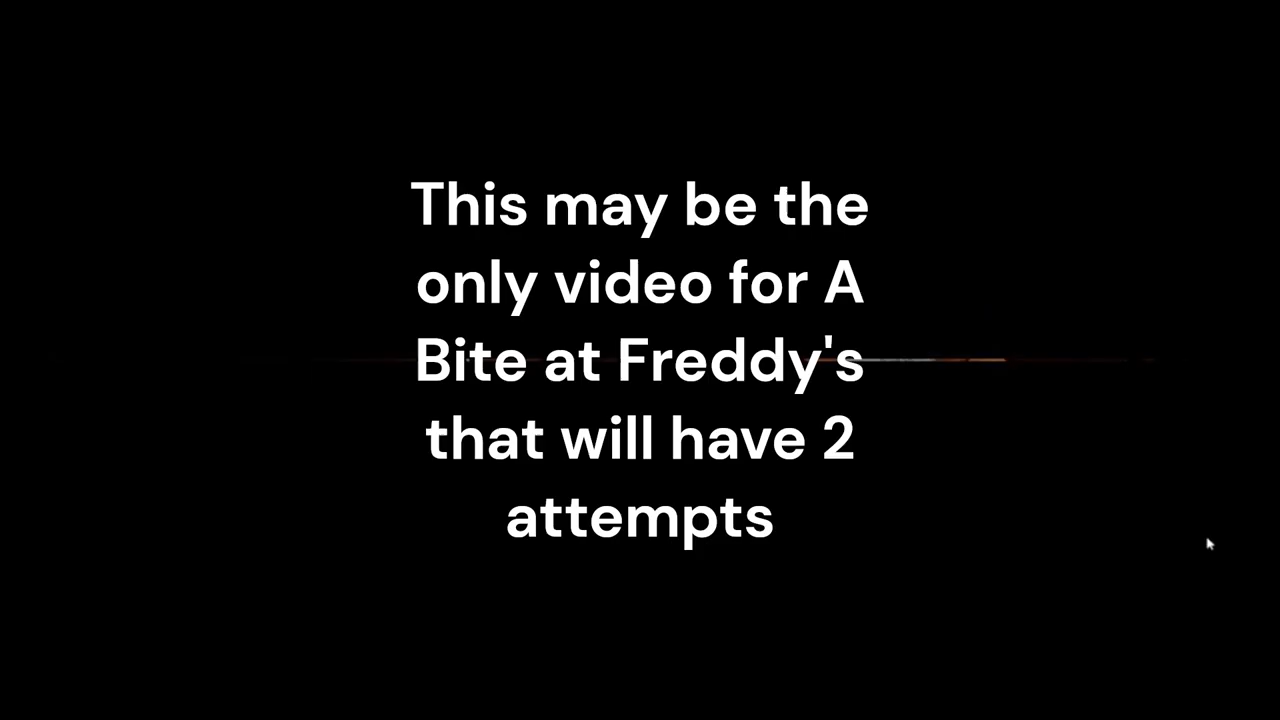 This may be the
only video for A
Bite at Freddy's
that will have 2
attempts